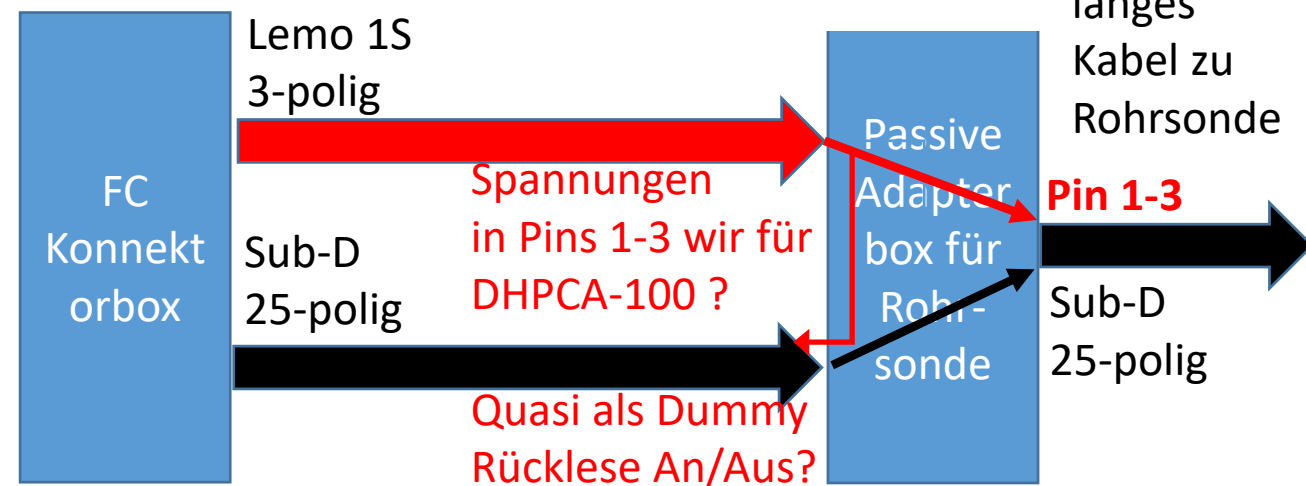 FC
Konnekt
orbox
Lemo 1S
3-polig
Spannungen
in Pins 1-3 wir für
DHPCA-100 ?
Sub-D
25-polig
Quasi als Dummy
Rücklese An/Aus?
Passive
Adapter
box für
Rohr-
sonde
langes
Kabel zu
Rohrsonde
Pin 1-3
Sub-D
25-polig